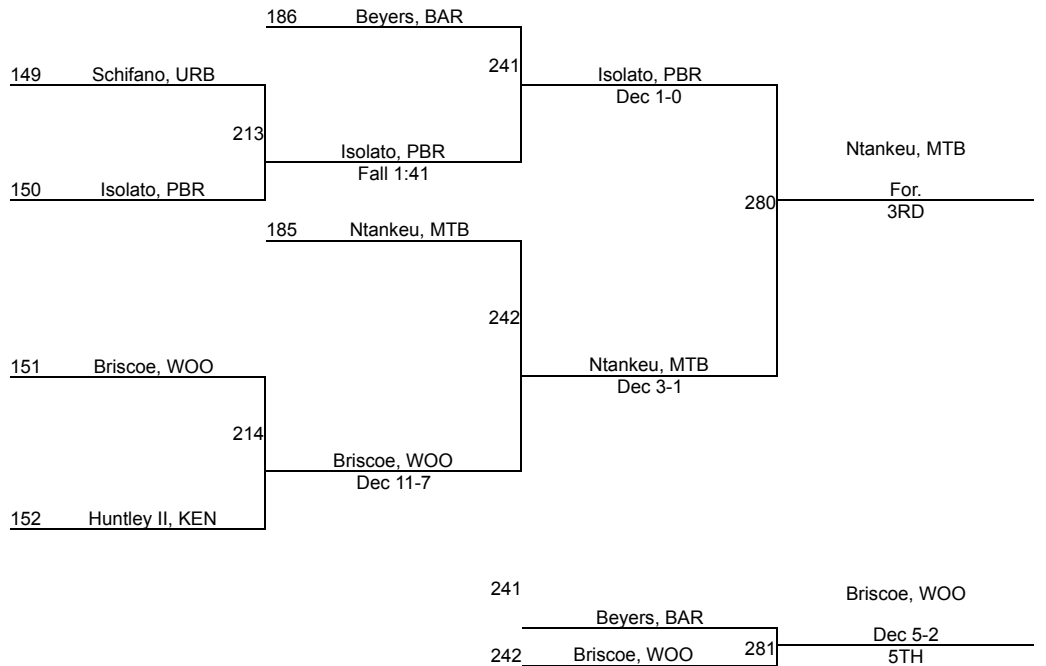 186 Beyers, BAR
241
149 Schifano, URB
Isolato, PBR
Dec 1-0
213
Isolato, PBR
Fall 1:41
Ntankeu, MTB
150 Isolato, PBR
280
For.
3RD
185 Ntankeu, MTB
242
151 Briscoe, WOO
Ntankeu, MTB
Dec 3-1
214
Briscoe, WOO
Dec 11-7
152 Huntley II, KEN
241
Briscoe, WOO
Beyers, BAR
Dec 5-2
242 Briscoe, WOO 281
5TH